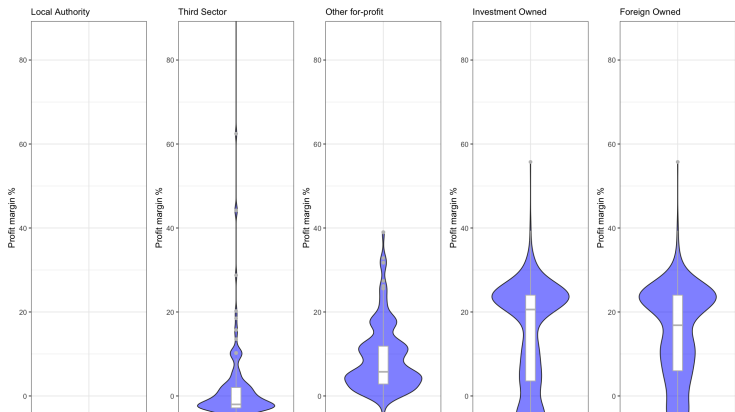 Local Authority
Third Sector
Other for-profit
Investment Owned
Foreign Owned
Profit margin %
80
60
40
20
0
Profit margin %
80
60
40
20
0
Profit margin %
80
60
40
20
0
Profit margin %
80
60
40
20
0
Profit margin %
80
60
40
20
0